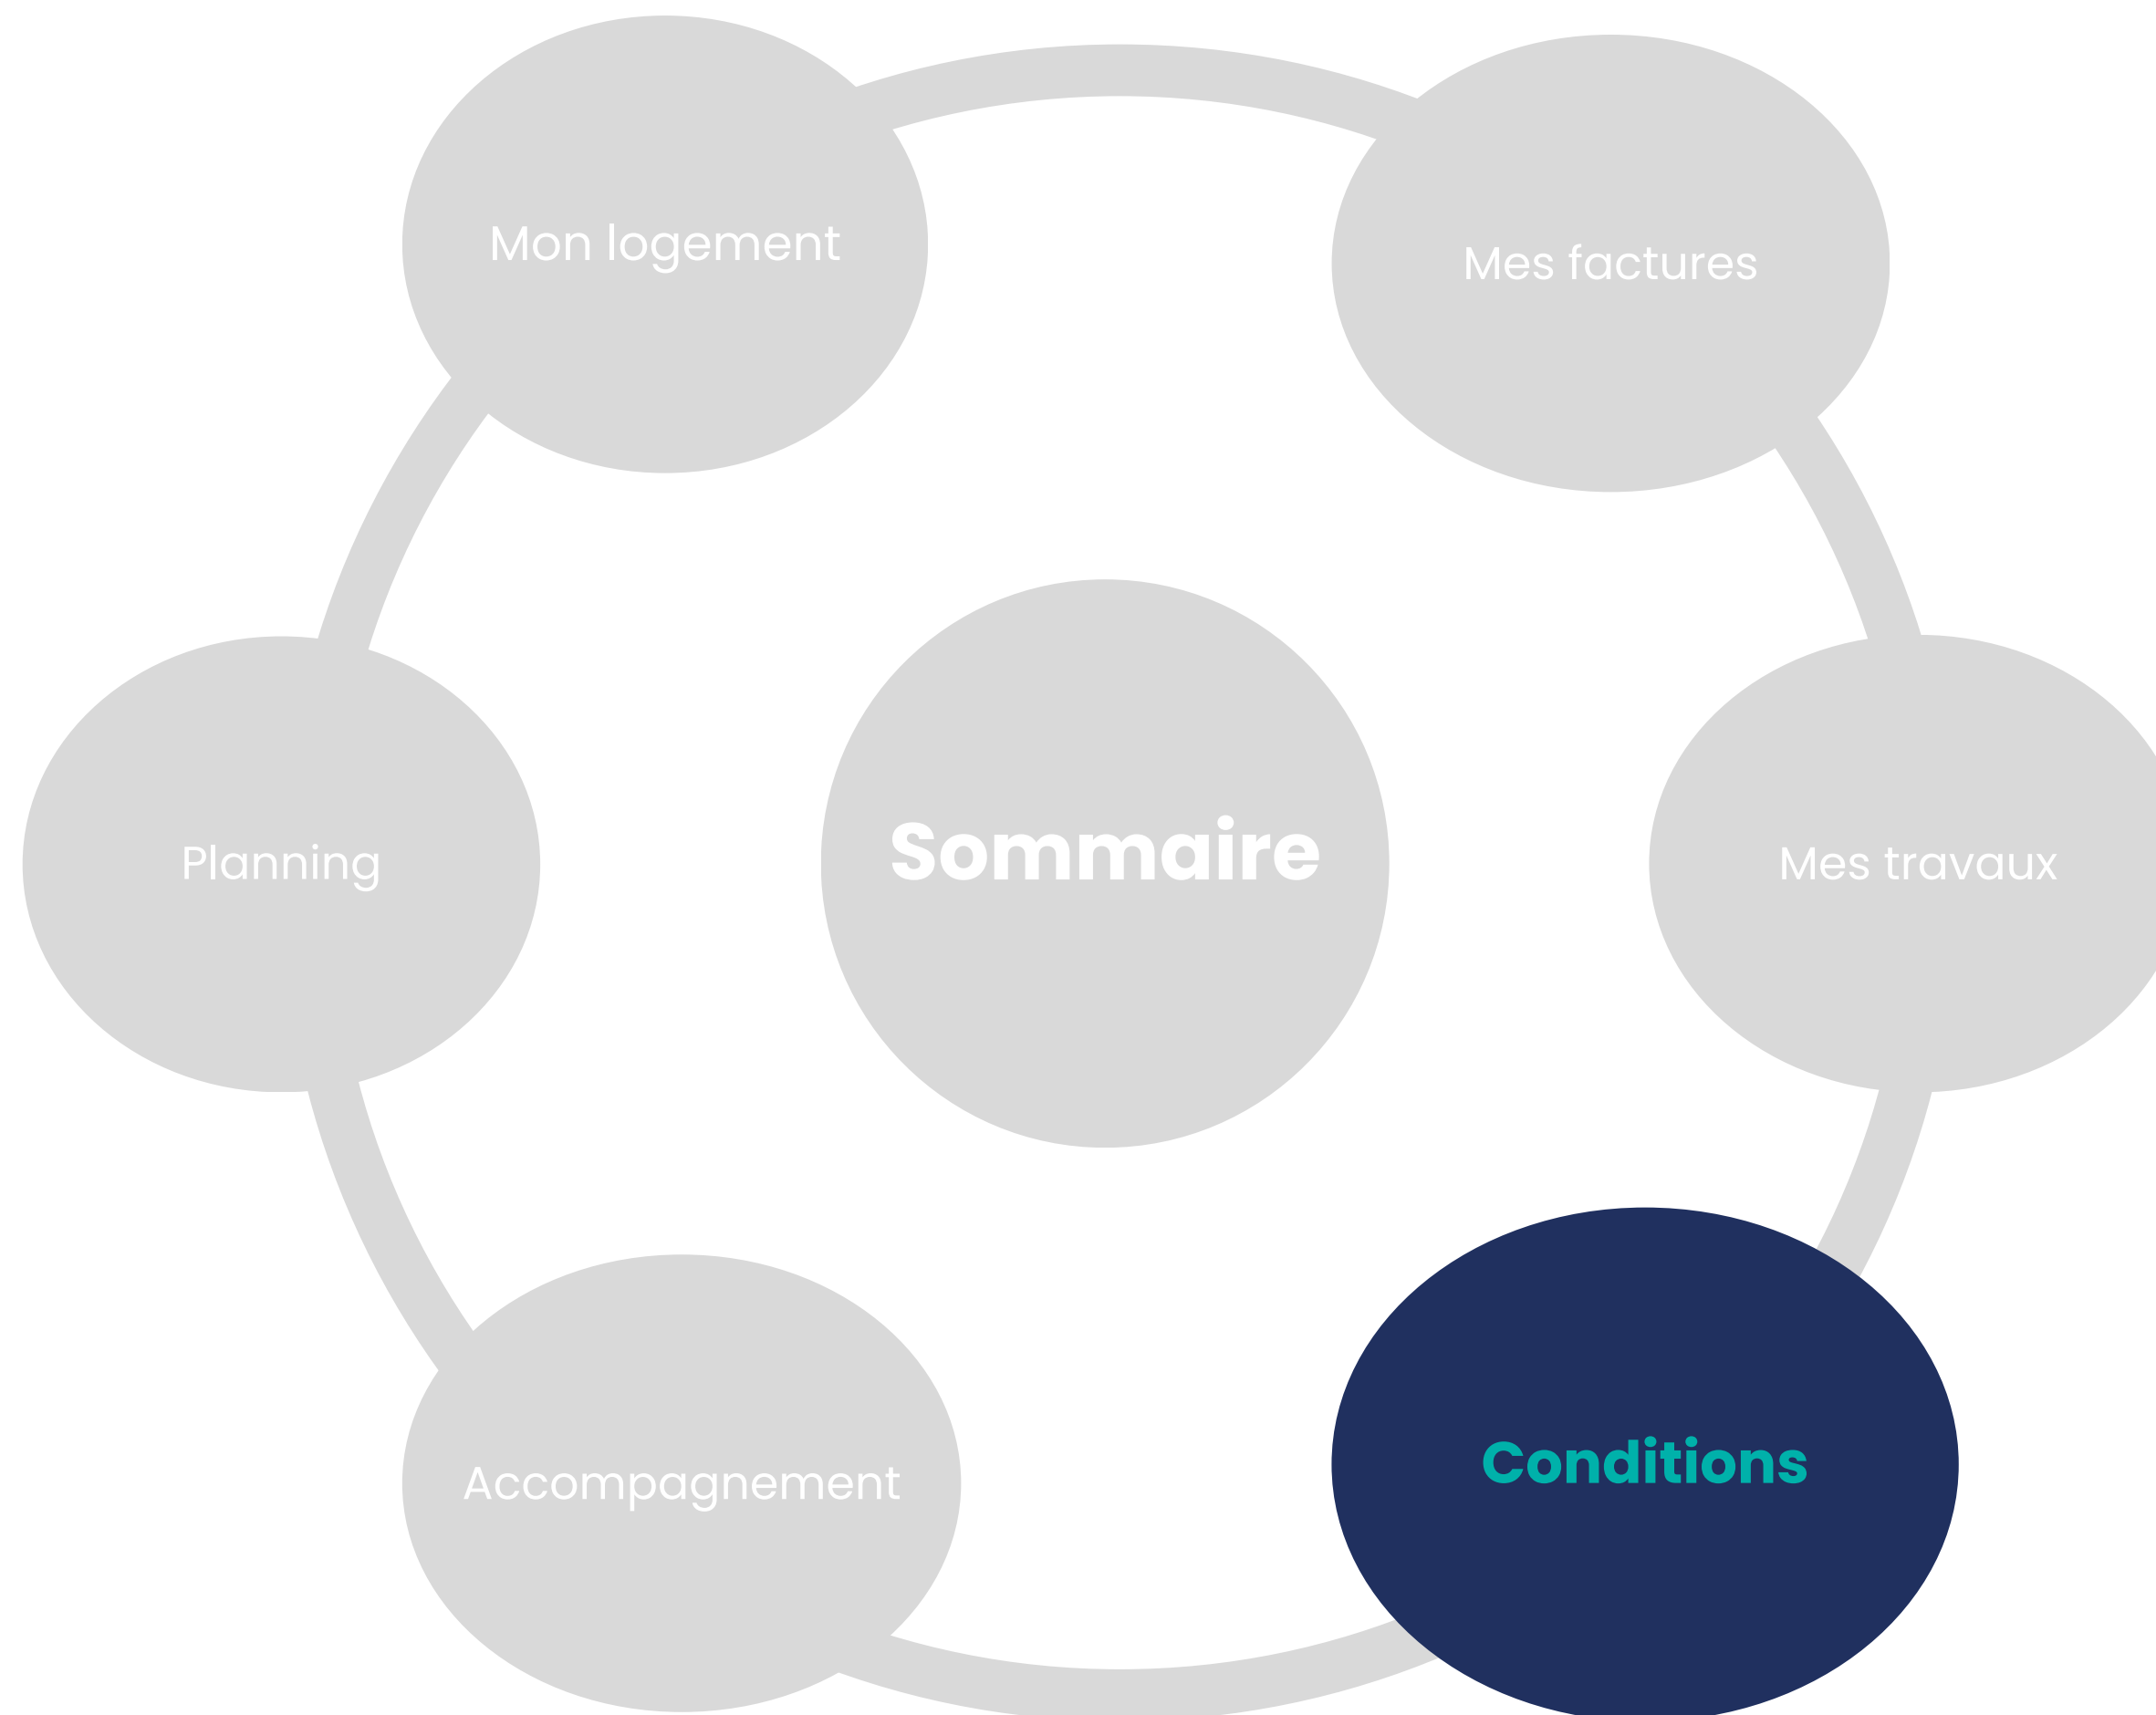 Mon logement
Mes factures
Planning
Sommaire
Mes travaux
Accompagnement
Conditions